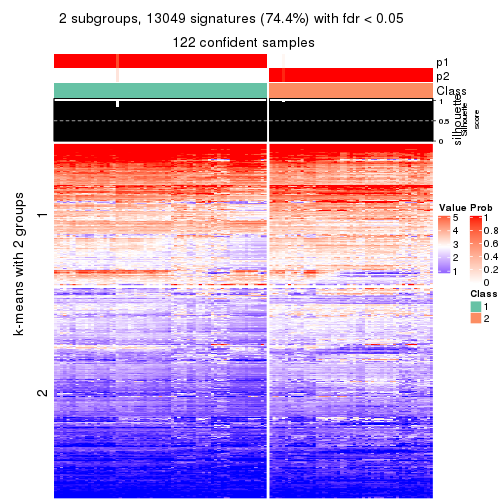 2 subgroups, 13049 signatures (74.4%) with fdr < 0.05
122 confident samples
p1
p2
Class
silhouette
Silhouette
score
1
0.5
0
k-means with 2 groups
1
2
Value
5
4
3
2
1
Prob
1
0.8
0.6
0.4
0.2
0
Class
1
2